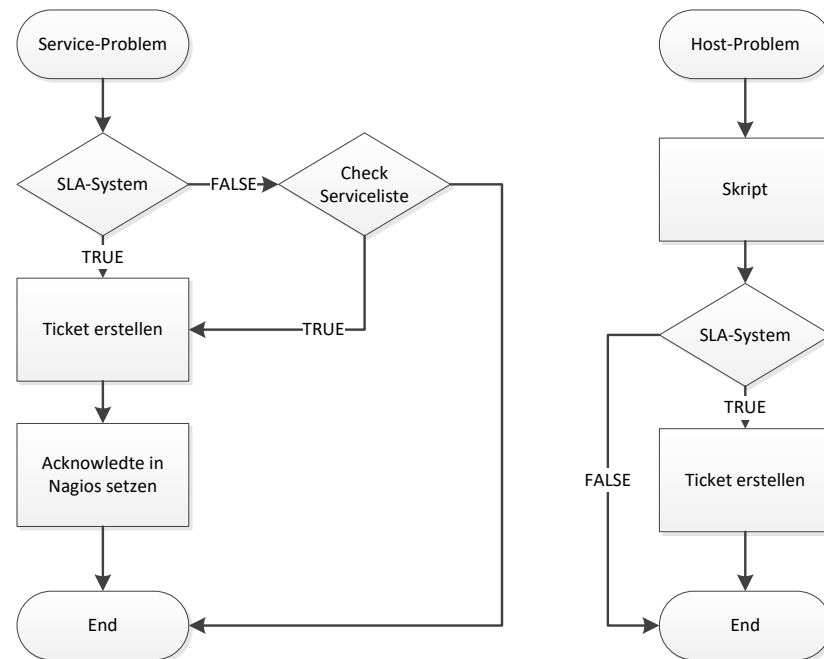 Service-Problem
SLA-System
FALSE
Check
Serviceliste
TRUE
Ticket erstellen
TRUE
Acknowledte in
Nagios setzen
End
Host-Problem
Skript
SLA-System
TRUE
FALSE
Ticket erstellen
End